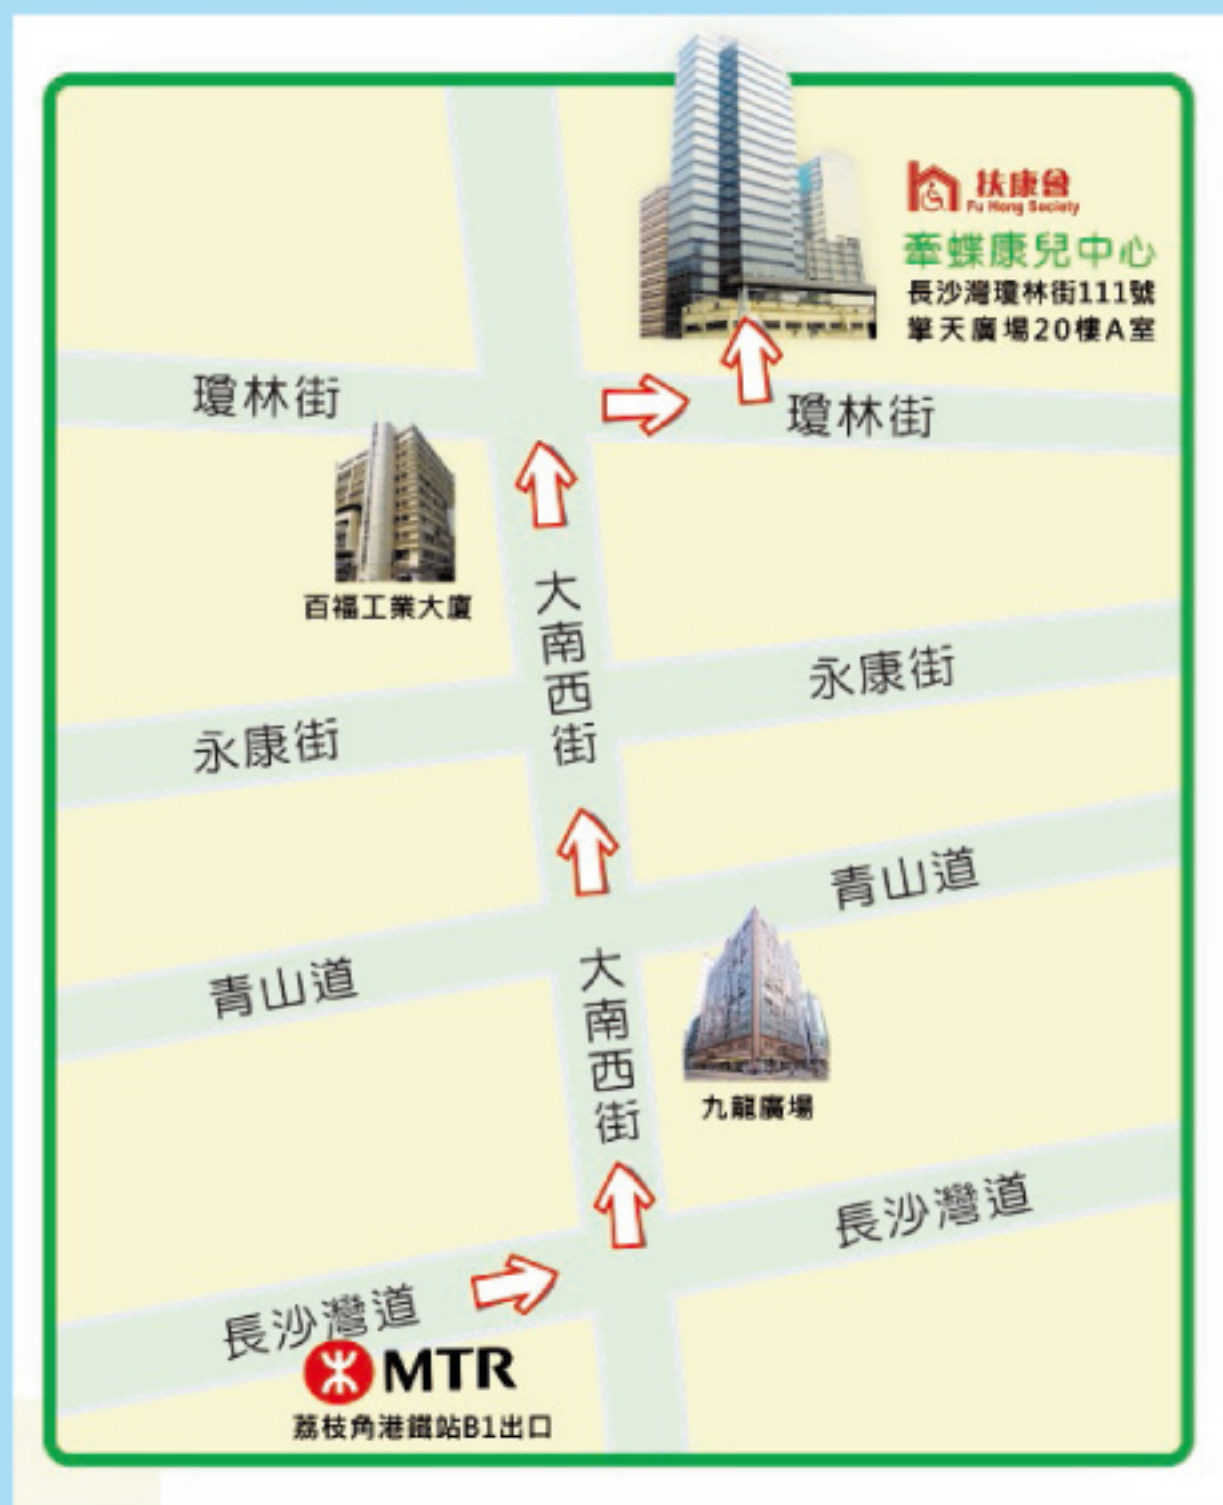 扶康會
Fu Hong Society
牽蝶康兒中心
長沙灣瓊林街111號
擎天廣場20樓A室
瓊林街
瓊林街
百福工業大廈
大南西街
永康街
永康街
青山道
青山道
大南西街
九龍廣場
長沙灣道
長沙灣道
MTR
荔枝角港鐵站B1出口